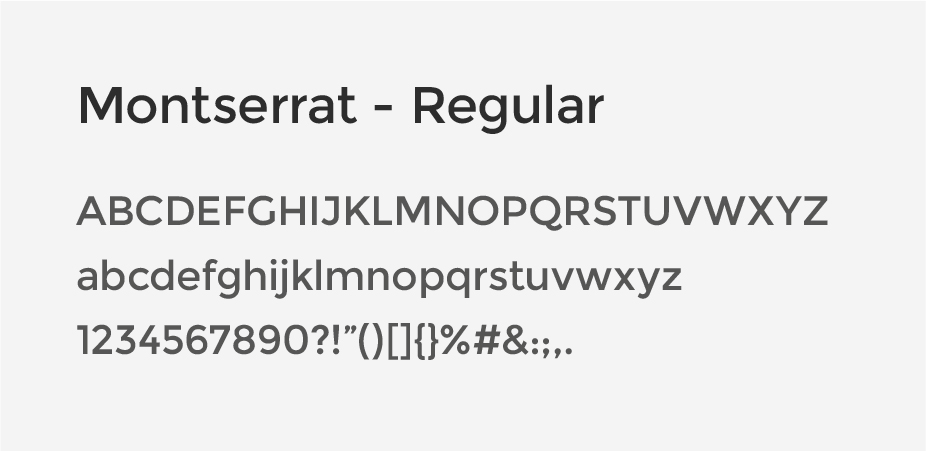 Montserrat - Regular
ABCDEFGHIJKLMNOPQRSTUVWXYZ
abcdefghijklmnopqrstuvwxyz
1234567890?!”()[]{}%#&:;,.